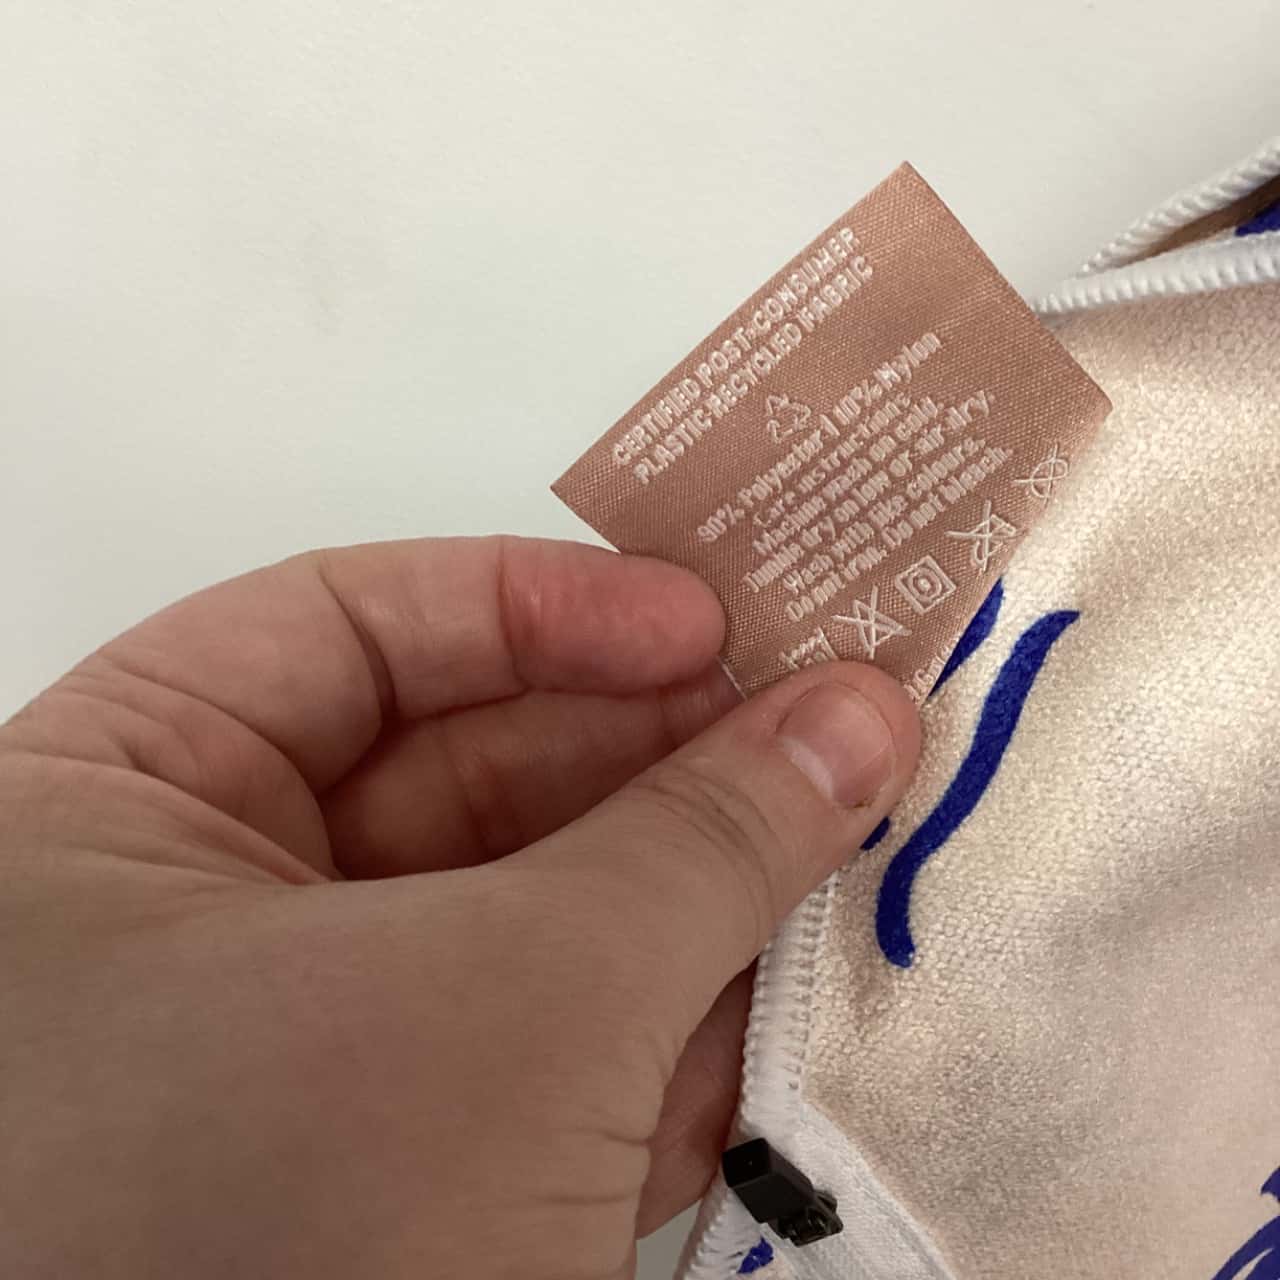 CERTIFIED POST-CONSUMER
PLASTIC RECYCLED FABRIC
90% Polyester | 10% Nylon
Care instructions
Machine wash on cold.
Tumble dry on low or air dry.
Wash with like colours.
Do not iron. Do not bleach.